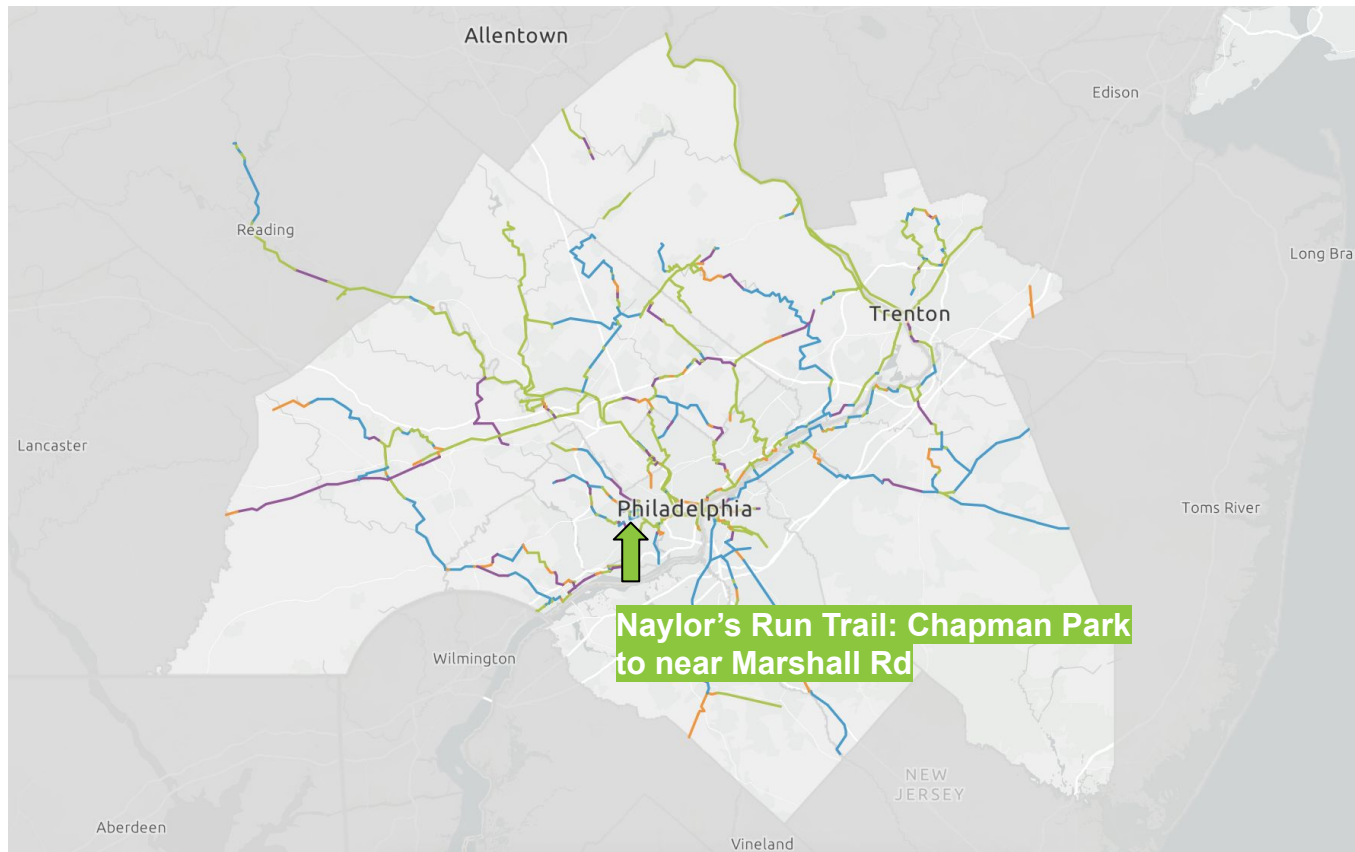 Allentown
Edison
Reading
Long Bra
Trenton
Lancaster
Philadelphia
Toms River
Naylor’s Run Trail: Chapman Park
to near Marshall Rd
Wilmington
NEW
JERSEY
Aberdeen
Vineland